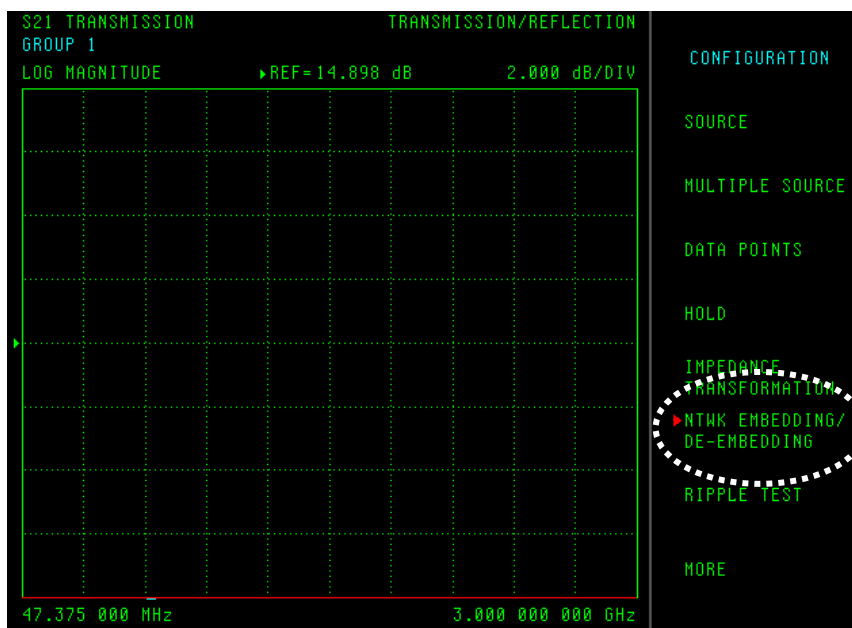 S21 TRANSMISSION TRANSMISSION/REFLECTION
GROUP 1
LOG MAGNITUDE ▶REF=14.898 dB 2.000 dB/DIV
47.375 000 MHz 3.000 000 000 GHz
CONFIGURATION
SOURCE
MULTIPLE SOURCE
DATA POINTS
HOLD
IMPEDANCE
TRANSFORMATION
▶NTWK EMBEDDING/
DE-EMBEDDING
RIPPLE TEST
MORE